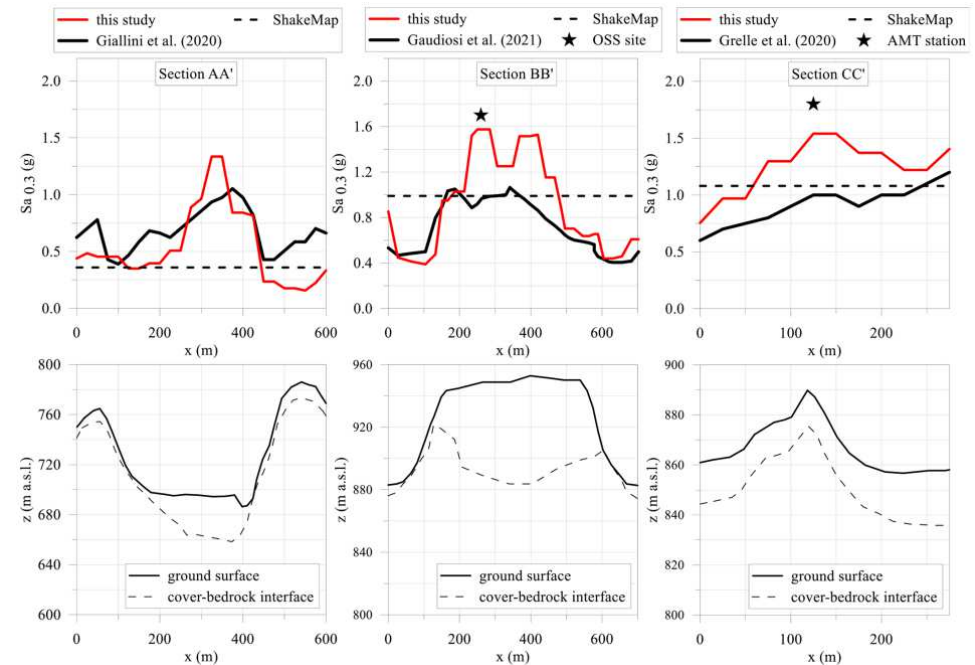 this study
ShakeMap
Giallini et al. (2020)
this study
ShakeMap
Gaudiosi et al. (2021)
OSS site
this study
ShakeMap
Grelle et al. (2020)
AMT station
Section AA'
2.0
1.5
1.0
0.5
0.0
Sa 0.3 (g)
0
200
400
600
x (m)
Section BB'
2.0
1.6
1.2
0.8
0.4
0.0
Sa 0.3 (g)
0
200
400
600
x (m)
Section CC'
2.0
1.5
1.0
0.5
0.0
Sa 0.3 (g)
0
100
200
x (m)
800
760
720
680
640
600
z (m a.s.l.)
ground surface
cover-bedrock interface
0
200
400
600
x (m)
960
920
880
840
800
z (m a.s.l.)
ground surface
cover-bedrock interface
0
200
400
600
x (m)
900
880
860
840
820
800
z (m a.s.l.)
ground surface
cover-bedrock interface
0
100
200
x (m)